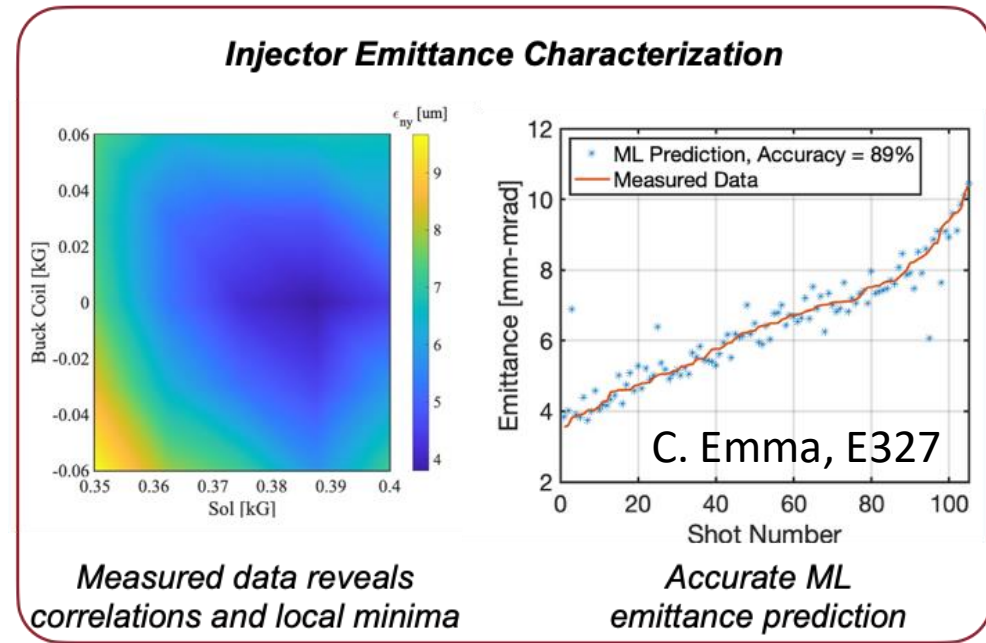 Injector Emittance Characterization
ϵny [um]
0.06
0.04
0.02
0
-0.02
-0.04
-0.06
Buck Coil [kG]
0.35
0.36
0.37
0.38
0.39
0.4
Sol [kG]
9
8
7
6
5
4
12
10
8
6
4
2
Emittance [mm-mrad]
ML Prediction, Accuracy = 89%
Measured Data
C. Emma, E327
0
20
40
60
80
100
Shot Number
Measured data reveals
correlations and local minima
Accurate ML
emittance prediction